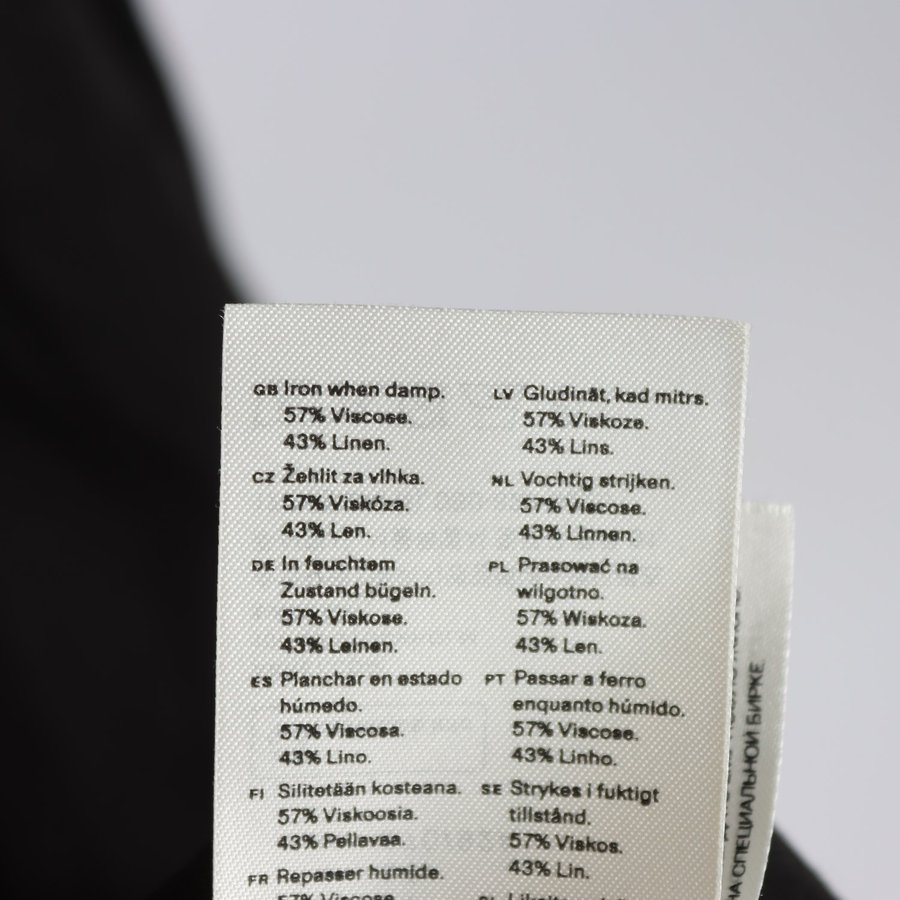 GB Iron when damp.
57% Viscose.
43% Linen.
CZ Žehlit za vlhka.
57% Viskóza.
43% Len.
DE In feuchtem
Zustand bügeln.
57% Viskose.
43% Leinen.
ES Planchar en estado
húmedo.
57% Viscosa.
43% Lino.
FI Silitetään kosteana.
57% Viskoosia.
43% Pellavaa.
FR Repasser humide.
57% Viscose
LV Gludināt, kad mitrs.
57% Viskoze.
43% Lins.
NL Vochtig strijken.
57% Viscose.
43% Linnen.
PL Prasować na
wilgotno.
57% Wiskoza.
43% Len.
PT Passar a ferro
enquanto húmido.
57% Viscose.
43% Linho.
SE Strykes i fuktigt
tillstånd.
57% Viskos.
43% Lin.
НА СПЕЦИАЛЬНОЙ БИРКЕ